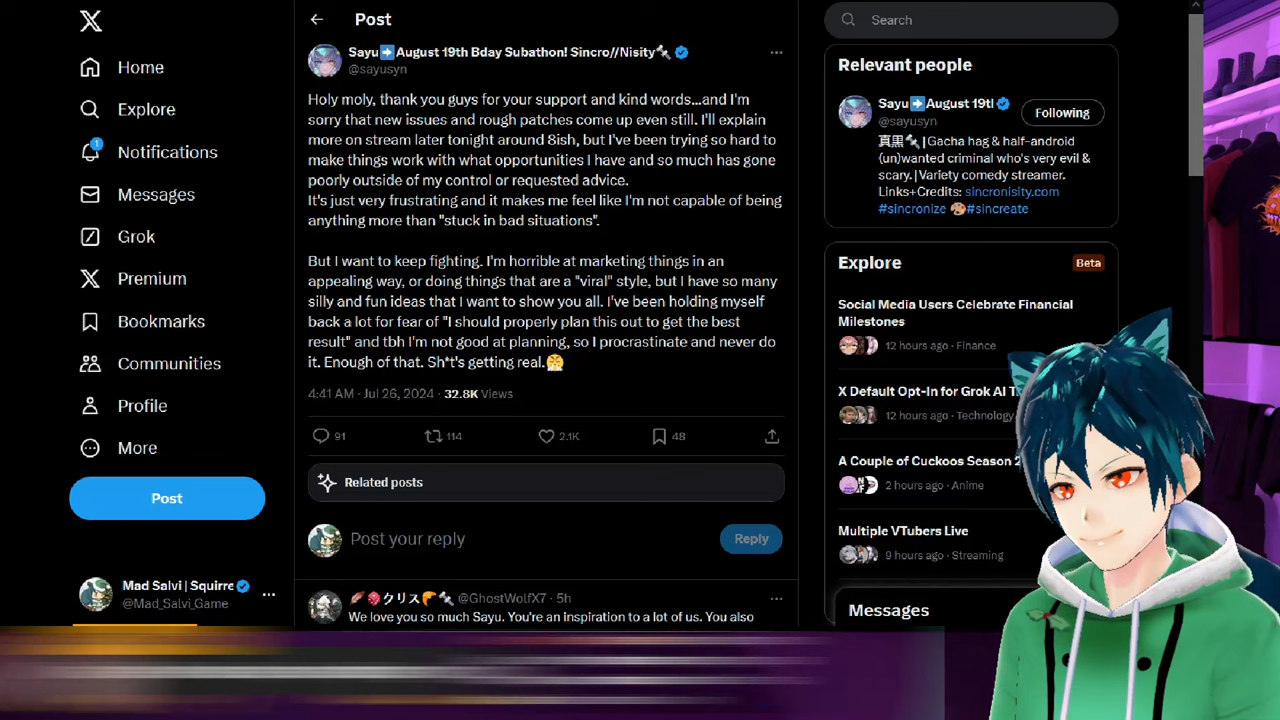 Home
Explore
1
Notifications
Messages
Grok
Premium
Bookmarks
Communities
Profile
More
Post
Mad Salvi | Squirre
@Mad_Salvi_Game
Post
Sayu➡️August 19th Bday Subathon! Sincro//Nisity🔩
@sayusyn
Holy moly, thank you guys for your support and kind words...and I'm
sorry that new issues and rough patches come up even still. I'll explain
more on stream later tonight around 8ish, but I've been trying so hard to
make things work with what opportunities I have and so much has gone
poorly outside of my control or requested advice.
It's just very frustrating and it makes me feel like I'm not capable of being
anything more than "stuck in bad situations".
But I want to keep fighting. I'm horrible at marketing things in an
appealing way, or doing things that are a "viral" style, but I have so many
silly and fun ideas that I want to show you all. I've been holding myself
back a lot for fear of "I should properly plan this out to get the best
result" and tbh I'm not good at planning, so I procrastinate and never do
it. Enough of that. Sh*t's getting real.😤
4:41 AM · Jul 26, 2024 · 32.8K Views
91 114 2.1K 48
Related posts
Post your reply
Reply
クリス @GhostWolfX7 · 5h
We love you so much Sayu. You're an inspiration to a lot of us. You also
Search
Relevant people
Sayu➡️August 19tl
@sayusyn
Following
真黒🔩|Gacha hag & half-android
(un)wanted criminal who's very evil &
scary.|Variety comedy streamer.
Links+Credits: sincronisity.com
#sincronize 🎨#sincreate
Explore
Beta
Social Media Users Celebrate Financial
Milestones
12 hours ago · Finance
X Default Opt-In for Grok AI T
12 hours ago · Technology
A Couple of Cuckoos Season 2
2 hours ago · Anime
Multiple VTubers Live
9 hours ago · Streaming
Messages